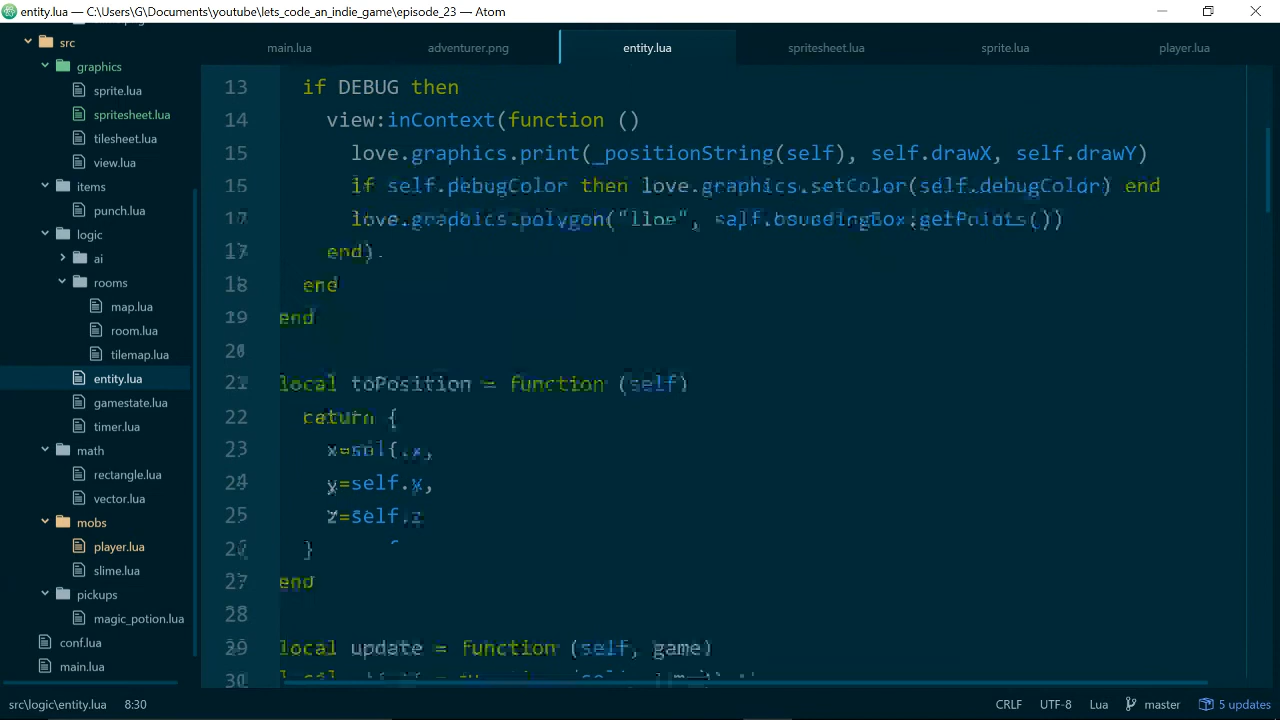 entity.lua — C:\Users\G\Documents\youtube\lets_code_an_indie_game\episode_23 — Atom
src
graphics
sprite.lua
spritesheet.lua
tilesheet.lua
view.lua
items
punch.lua
logic
ai
rooms
map.lua
room.lua
tilemap.lua
entity.lua
gamestate.lua
timer.lua
math
rectangle.lua
vector.lua
mobs
player.lua
slime.lua
pickups
magic_potion.lua
conf.lua
main.lua
main.lua adventurer.png entity.lua spritesheet.lua sprite.lua player.lua
13 if DEBUG then
14 view:inContext(function ()
15 love.graphics.print(_positionString(self), self.drawX, self.drawY)
if self.debugColor then love.graphics.setColor(self.debugColor) end
love.graphics.polygon("line", self.boundingBox:getPoints())
17 end)
18 end
19 end
20
21 local toPosition = function (self)
22 return {
23 x=self.x,
24 y=self.y,
25 z=self.z
}
27 end
28
local update = function (self, game)
30
src\logic\entity.lua 8:30 CRLF UTF-8 Lua master 5 updates